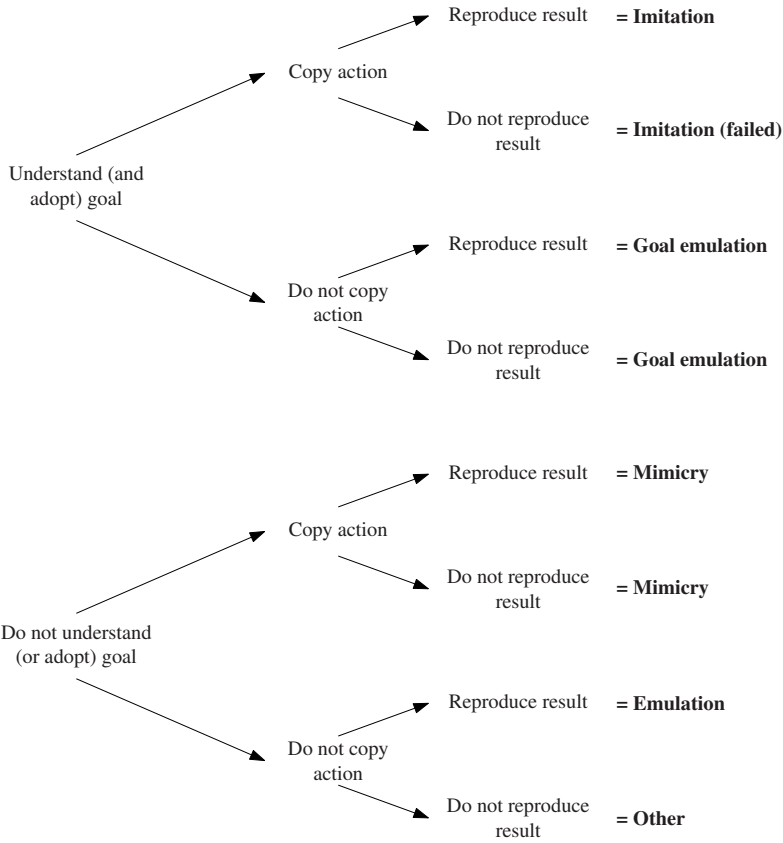 Reproduce result = Imitation
Copy action
Do not reproduce
result
= Imitation (failed)
Understand (and
adopt) goal
Reproduce result = Goal emulation
Do not copy
action
Do not reproduce
result
= Goal emulation
Reproduce result = Mimicry
Copy action
Do not reproduce
result
= Mimicry
Do not understand
(or adopt) goal
Reproduce result = Emulation
Do not copy
action
Do not reproduce
result
= Other